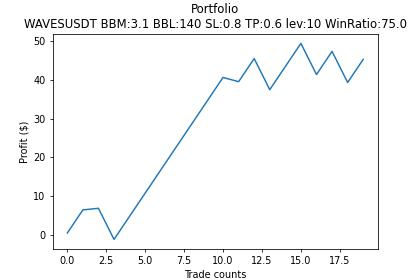 Portfolio
WAVESUSDT BBM:3.1 BBL:140 SL:0.8 TP:0.6 lev:10 WinRatio:75.0
50
40
30
20
10
0
Profit ($)
0.0 2.5 5.0 7.5 10.0 12.5 15.0 17.5
Trade counts